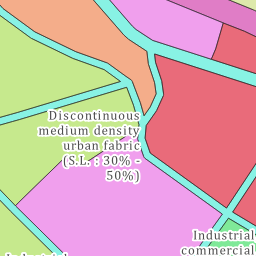 Discontinuous
medium density
urban fabric
(S.L. : 30% -
50%)
Industrial
commercial